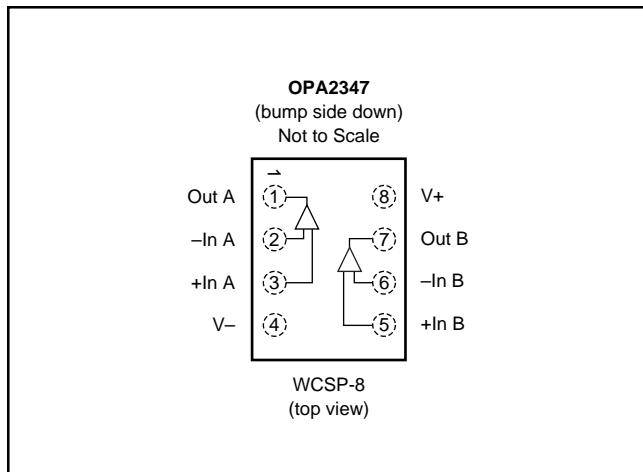 OPA2347
(bump side down)
Not to Scale
1
Out A 1 8 V+
–In A 2 7 Out B
+In A 3 6 –In B
V– 4 5 +In B
WCSP-8
(top view)